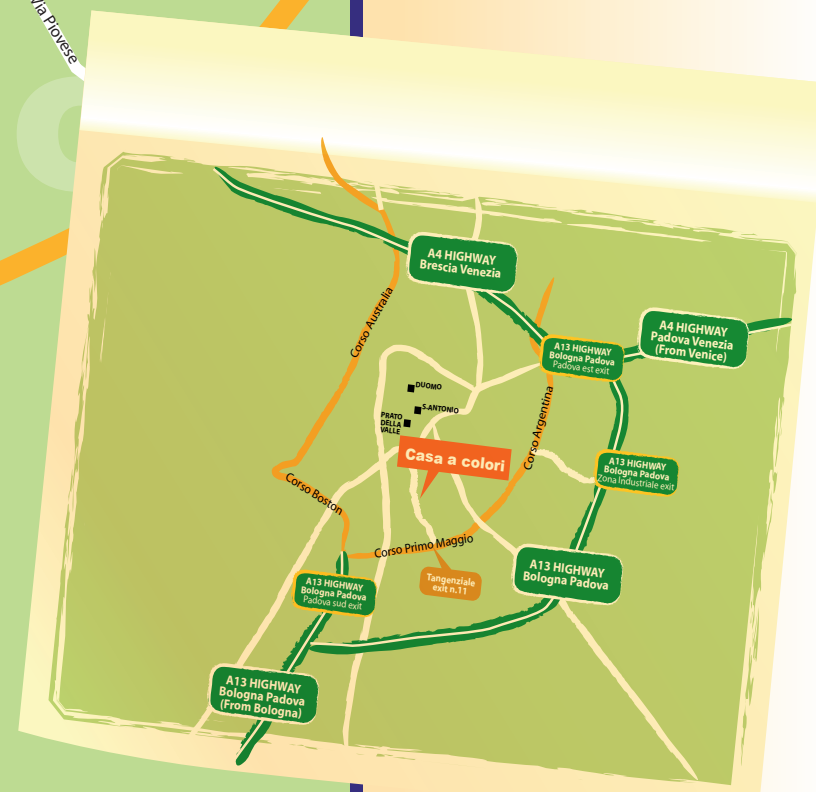 Via Piovese
A4 HIGHWAY
Brescia Venezia
A4 HIGHWAY
Padova Venezia
(From Venice)
A13 HIGHWAY
Bologna Padova
Padova est exit
Corso Australia
DUOMO
S.ANTONIO
PRATO
DELLA
VALLE
Corso Argentina
Casa a colori
A13 HIGHWAY
Bologna Padova
Zona Industriale exit
Corso Boston
Corso Primo Maggio
A13 HIGHWAY
Bologna Padova
Tangenziale
exit n.11
A13 HIGHWAY
Bologna Padova
Padova sud exit
A13 HIGHWAY
Bologna Padova
(From Bologna)